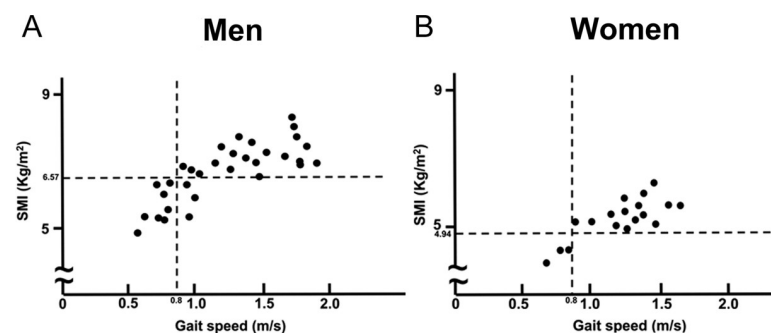 A
Men
9
6.57
5
SMI (Kg/m²)
0
0.5
0.8
1.0
1.5
2.0
Gait speed (m/s)
B
Women
9
5
4.94
SMI (Kg/m²)
0
0.5
0.8
1.0
1.5
2.0
Gait speed (m/s)